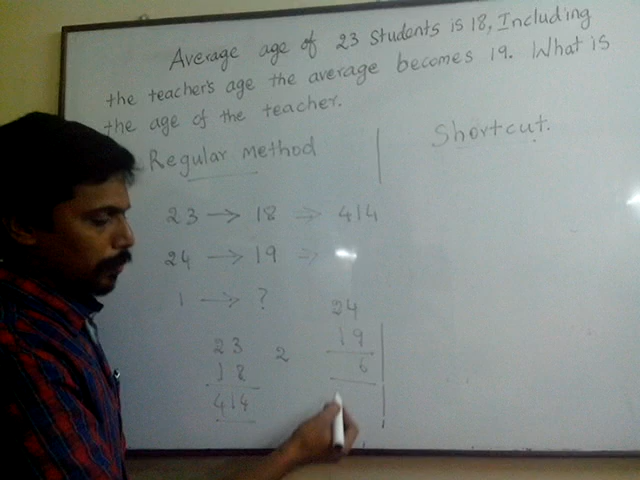 Average age of 23 Students is 18, Including
the teacher's age the average becomes 19. What is
the age of the teacher.
Regular method
Shortcut.
23 → 18 ⇒ 414
24 → 19 ⇒
1 → ?
23
18
414
2
24
19
6